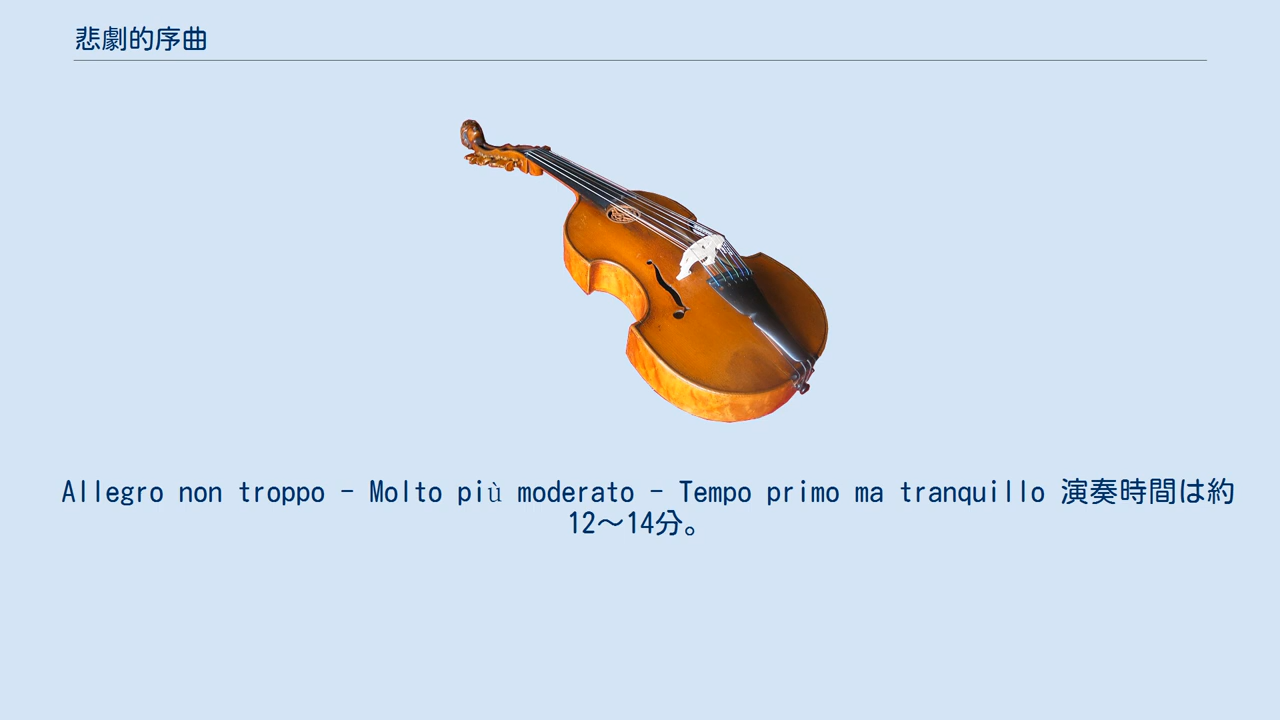 悲劇的序曲
Allegro non troppo - Molto più moderato - Tempo primo ma tranquillo 演奏時間は約
12〜14分。